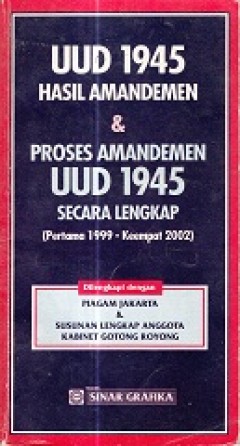 UUD 1945
HASIL AMANDEMEN
&
PROSES AMANDEMEN
UUD 1945
SECARA LENGKAP
(Pertama 1999 - Keempat 2002)
Dilengkapi dengan
PIAGAM JAKARTA
&
SUSUNAN LENGKAP ANGGOTA
KABINET GOTONG ROYONG
SINAR GRAFIKA